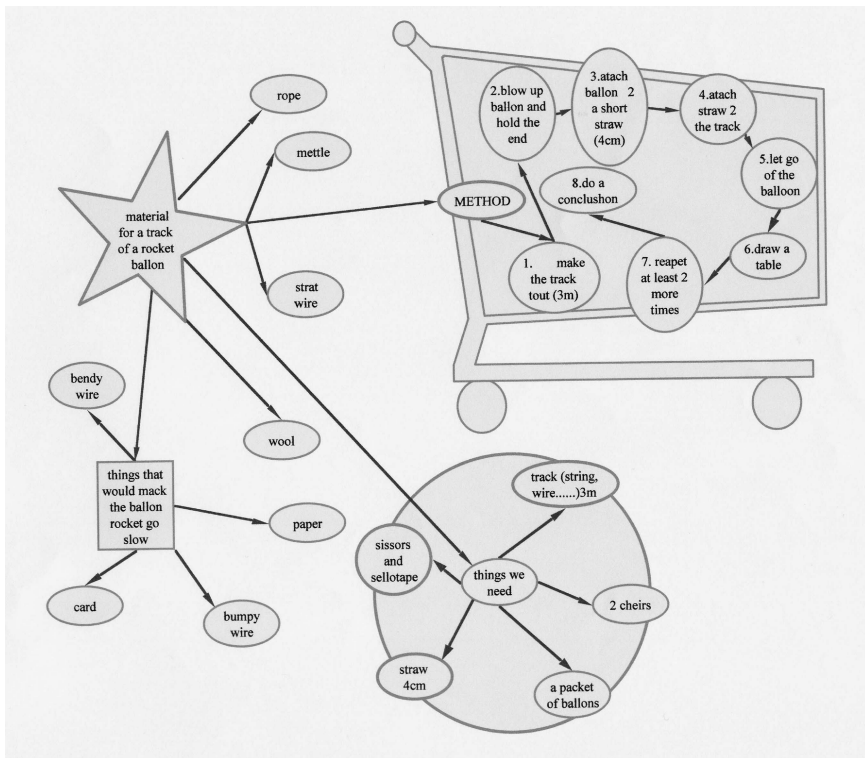 rope
mettle
material
for a track
of a rocket
ballon
strat
wire
wool
METHOD
1. make
the track
tout (3m)
2.blow up
ballon and
hold the
end
3.atach
ballon 2
a short
straw
(4cm)
4.atach
straw 2
the track
5.let go
of the
balloon
6.draw a
table
7. reapet
at least 2
more
times
8.do a
conclushon
bendy
wire
things that
would mack
the ballon
rocket go
slow
paper
card
bumpy
wire
track (string,
wire......)3m
sissors
and
sellotape
things we
need
2 cheirs
straw
4cm
a packet
of ballons